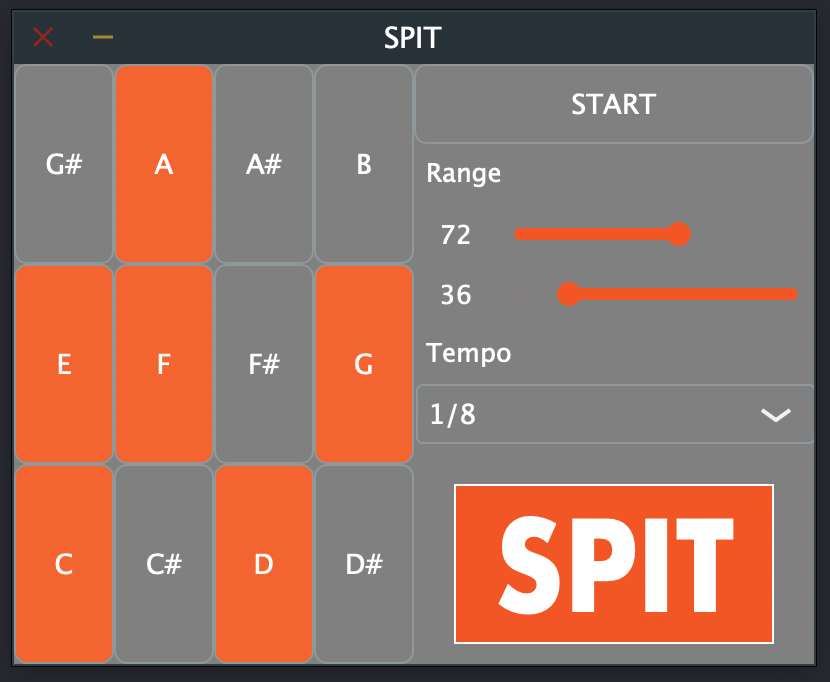 SPIT
G#
A
A#
B
START
Range
72
36
E
F
F#
G
Tempo
1/8
C
C#
D
D#
SPIT